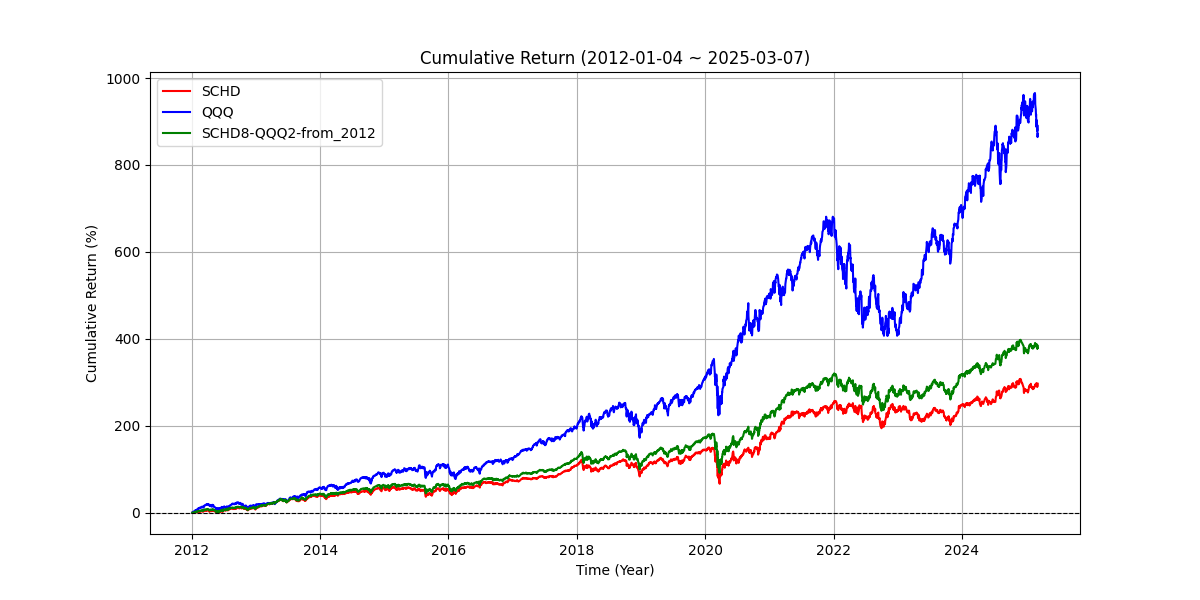 Cumulative Return (2012-01-04 ~ 2025-03-07)
SCHD
QQQ
SCHD8-QQQ2-from_2012
Cumulative Return (%)
1000
800
600
400
200
0
2012 2014 2016 2018 2020 2022 2024
Time (Year)